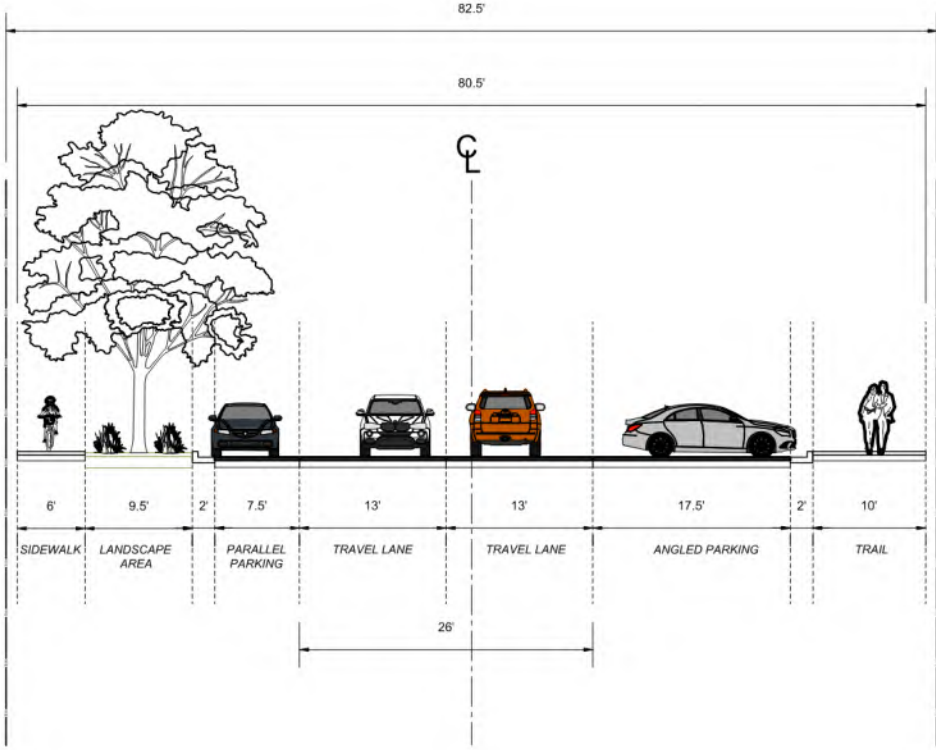 82.5'
80.5'
CL
6'
9.5'
2'
7.5'
13'
13'
17.5'
2'
10'
SIDEWALK
LANDSCAPE
AREA
PARALLEL
PARKING
TRAVEL LANE
TRAVEL LANE
ANGLED PARKING
TRAIL
26'